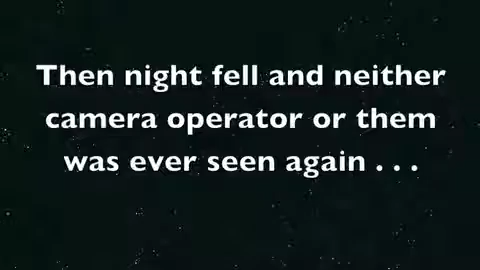 Then night fell and neither
camera operator or them
was ever seen again . . .